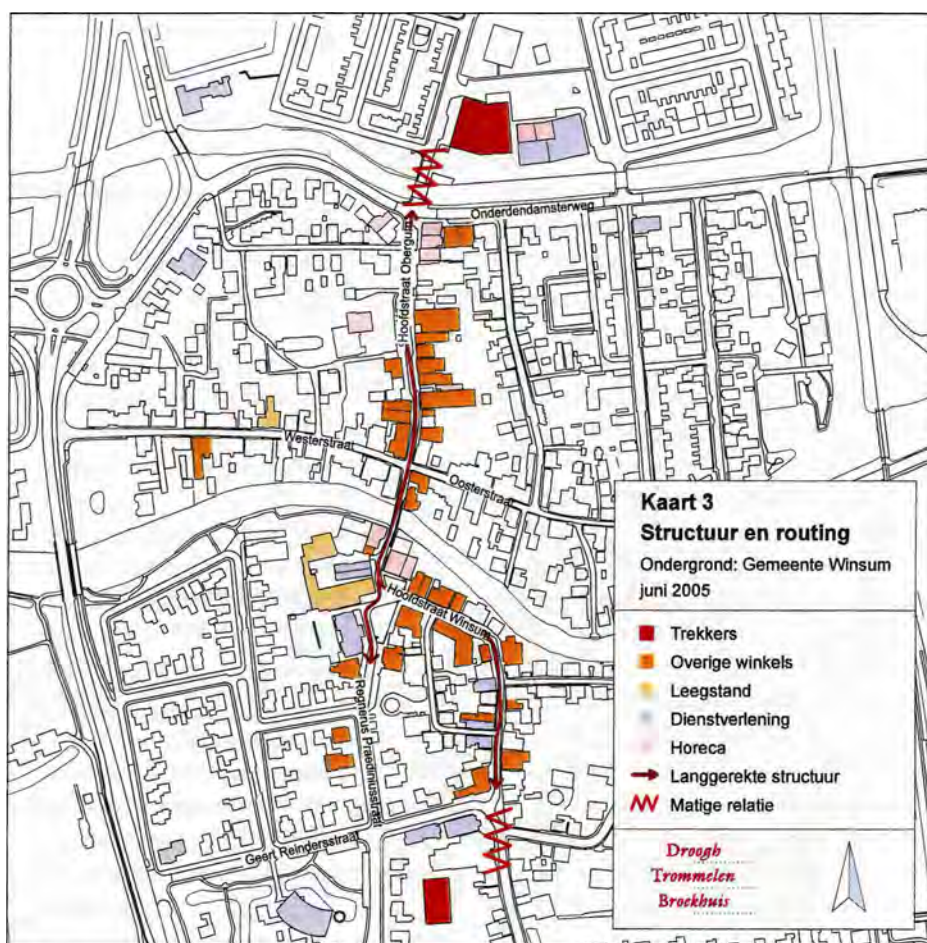 Onderdendamsterweg
Hoofdstraat Obergum
Westerstraat
Oosterstraat
Hoofdstraat Winsum
Regnerus Praediniusstraat
Geert Reindersstraat
Kaart 3
Structuur en routing
Ondergrond: Gemeente Winsum
juni 2005
Trekkers
Overige winkels
Leegstand
Dienstverlening
Horeca
Langgerekte structuur
Matige relatie
Droogh
Trommelen
Broekhuis